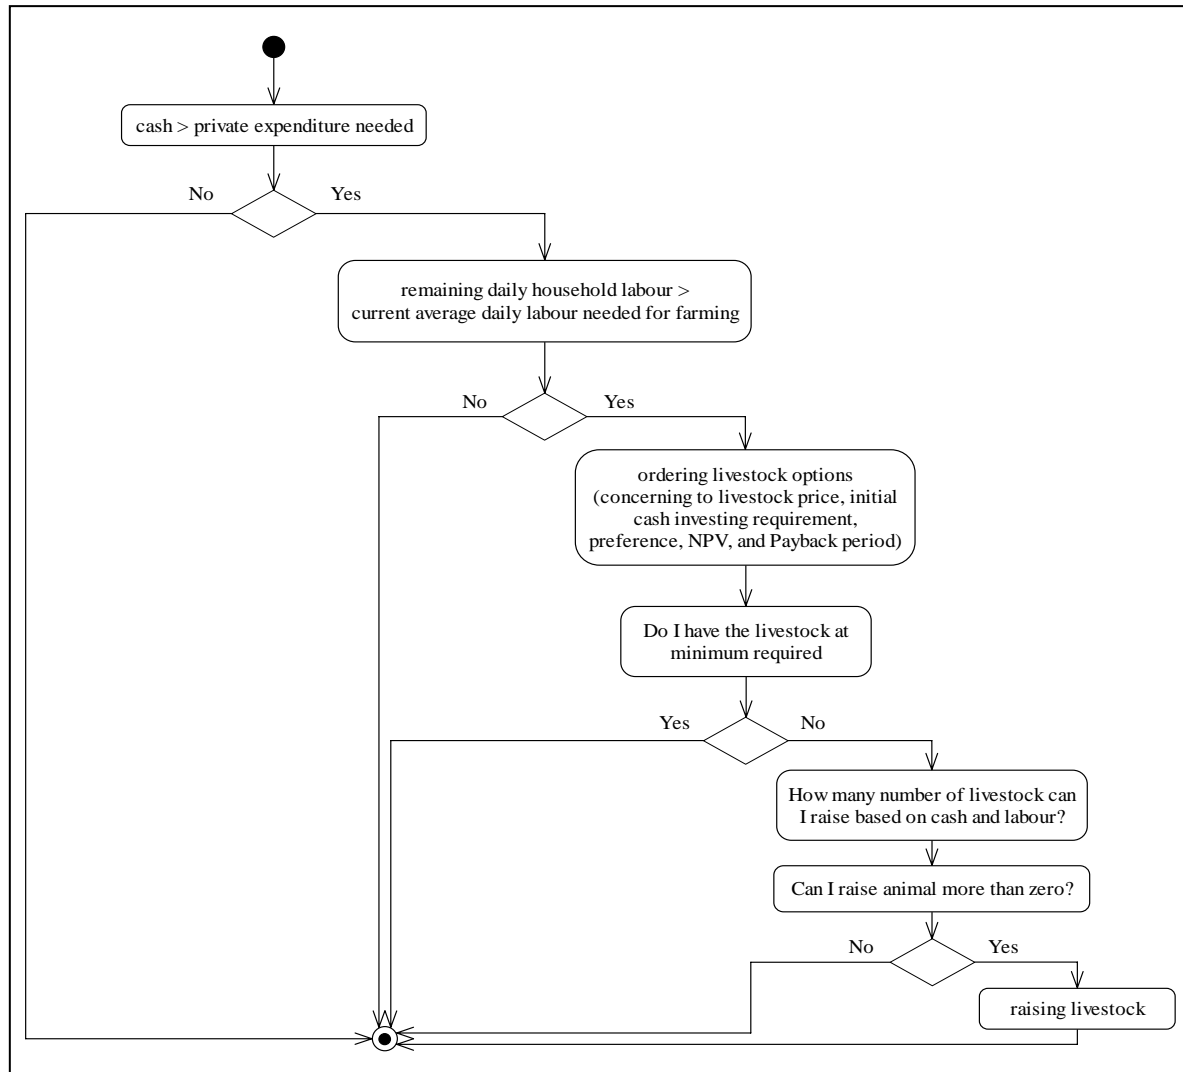 cash > private expenditure needed
No
Yes
remaining daily household labour >
current average daily labour needed for farming
No
Yes
ordering livestock options
(concerning to livestock price, initial
cash investing requirement,
preference, NPV, and Payback period)
Do I have the livestock at
minimum required
Yes
No
How many number of livestock can
I raise based on cash and labour?
Can I raise animal more than zero?
No
Yes
raising livestock